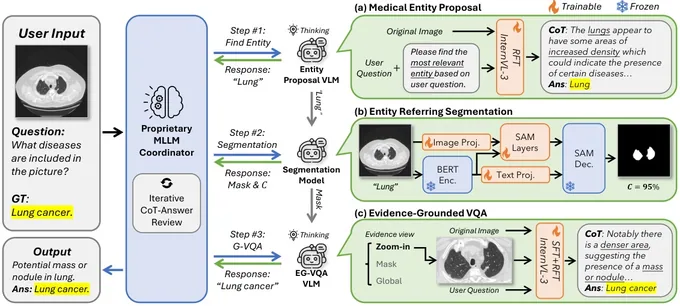 User Input
Question:
What diseases
are included in
the picture?
GT:
Lung cancer.
Output
Potential mass or
nodule in lung.
Ans: Lung cancer.
Proprietary
MLLM
Coordinator
Iterative
CoT-Answer
Review
Step #1:
Find Entity
Response:
"Lung"
Thinking
Entity
Proposal VLM
"Lung"
Step #2:
Segmentation
Response:
Mask & C
Segmentation
Model
Mask
Step #3:
G-VQA
Response:
"Lung cancer"
Thinking
EG-VQA
VLM
(a) Medical Entity Proposal
Trainable
Frozen
Original Image
User
Question
+
Please find the
most relevant
entity based on
user question.
RFT
InternVL-3
CoT: The lungs appear to
have some areas of
increased density which
could indicate the presence
of certain diseases…
Ans: Lung
(b) Entity Referring Segmentation
"Lung"
Image Proj.
BERT
Enc.
SAM
Layers
Text Proj.
SAM
Dec.
C = 95%
(c) Evidence-Grounded VQA
Evidence view
Zoom-in
Mask
Global
Original Image
User Question
SFT+RFT
InternVL-3
CoT: Notably there
is a denser area,
suggesting the
presence of a mass
or nodule…
Ans: Lung cancer